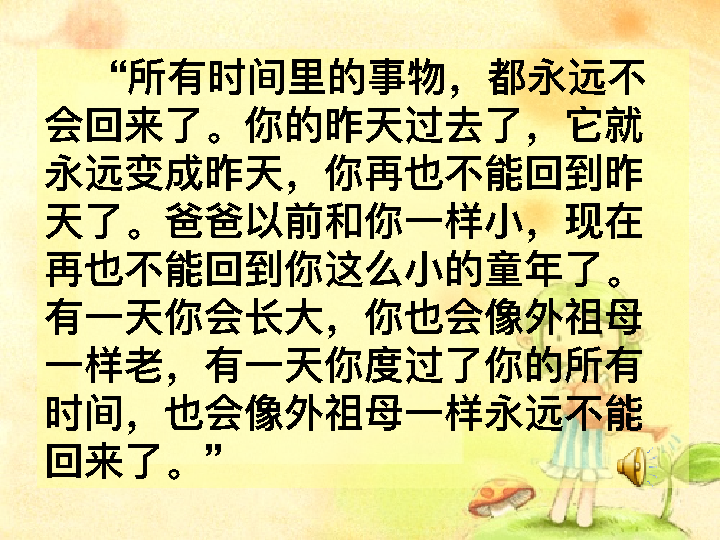 “所有时间里的事物，都永远不
会回来了。你的昨天过去了，它就
永远变成昨天，你再也不能回到昨
天了。爸爸以前和你一样小，现在
再也不能回到你这么小的童年了。
有一天你会长大，你也会像外祖母
一样老，有一天你度过了你的所有
时间，也会像外祖母一样永远不能
回来了。”